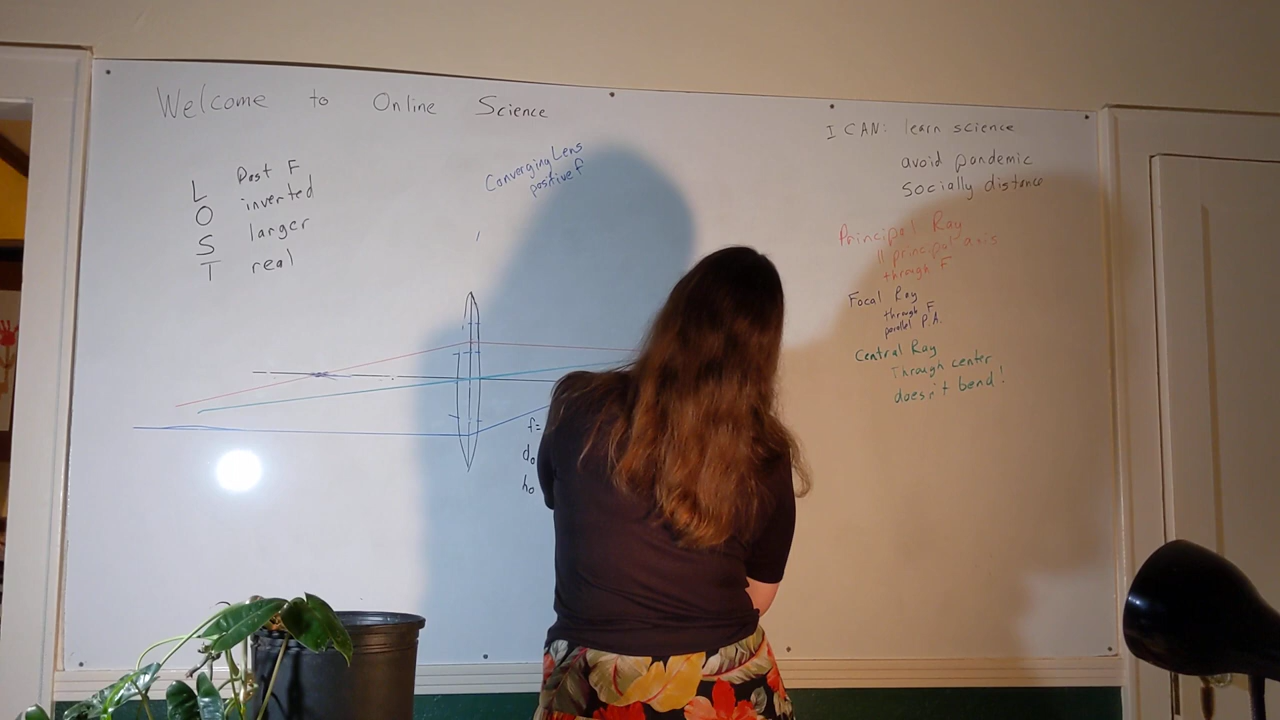 Welcome to Online Science
I CAN: learn science
avoid pandemic
socially distance
Converging Lens
positive f
L Past F
O inverted
S larger
T real
Principal Ray
|| principal axis
through F
Focal Ray
through F
parallel P.A.
Central Ray
Through center
doesn't bend!
f=
do
ho